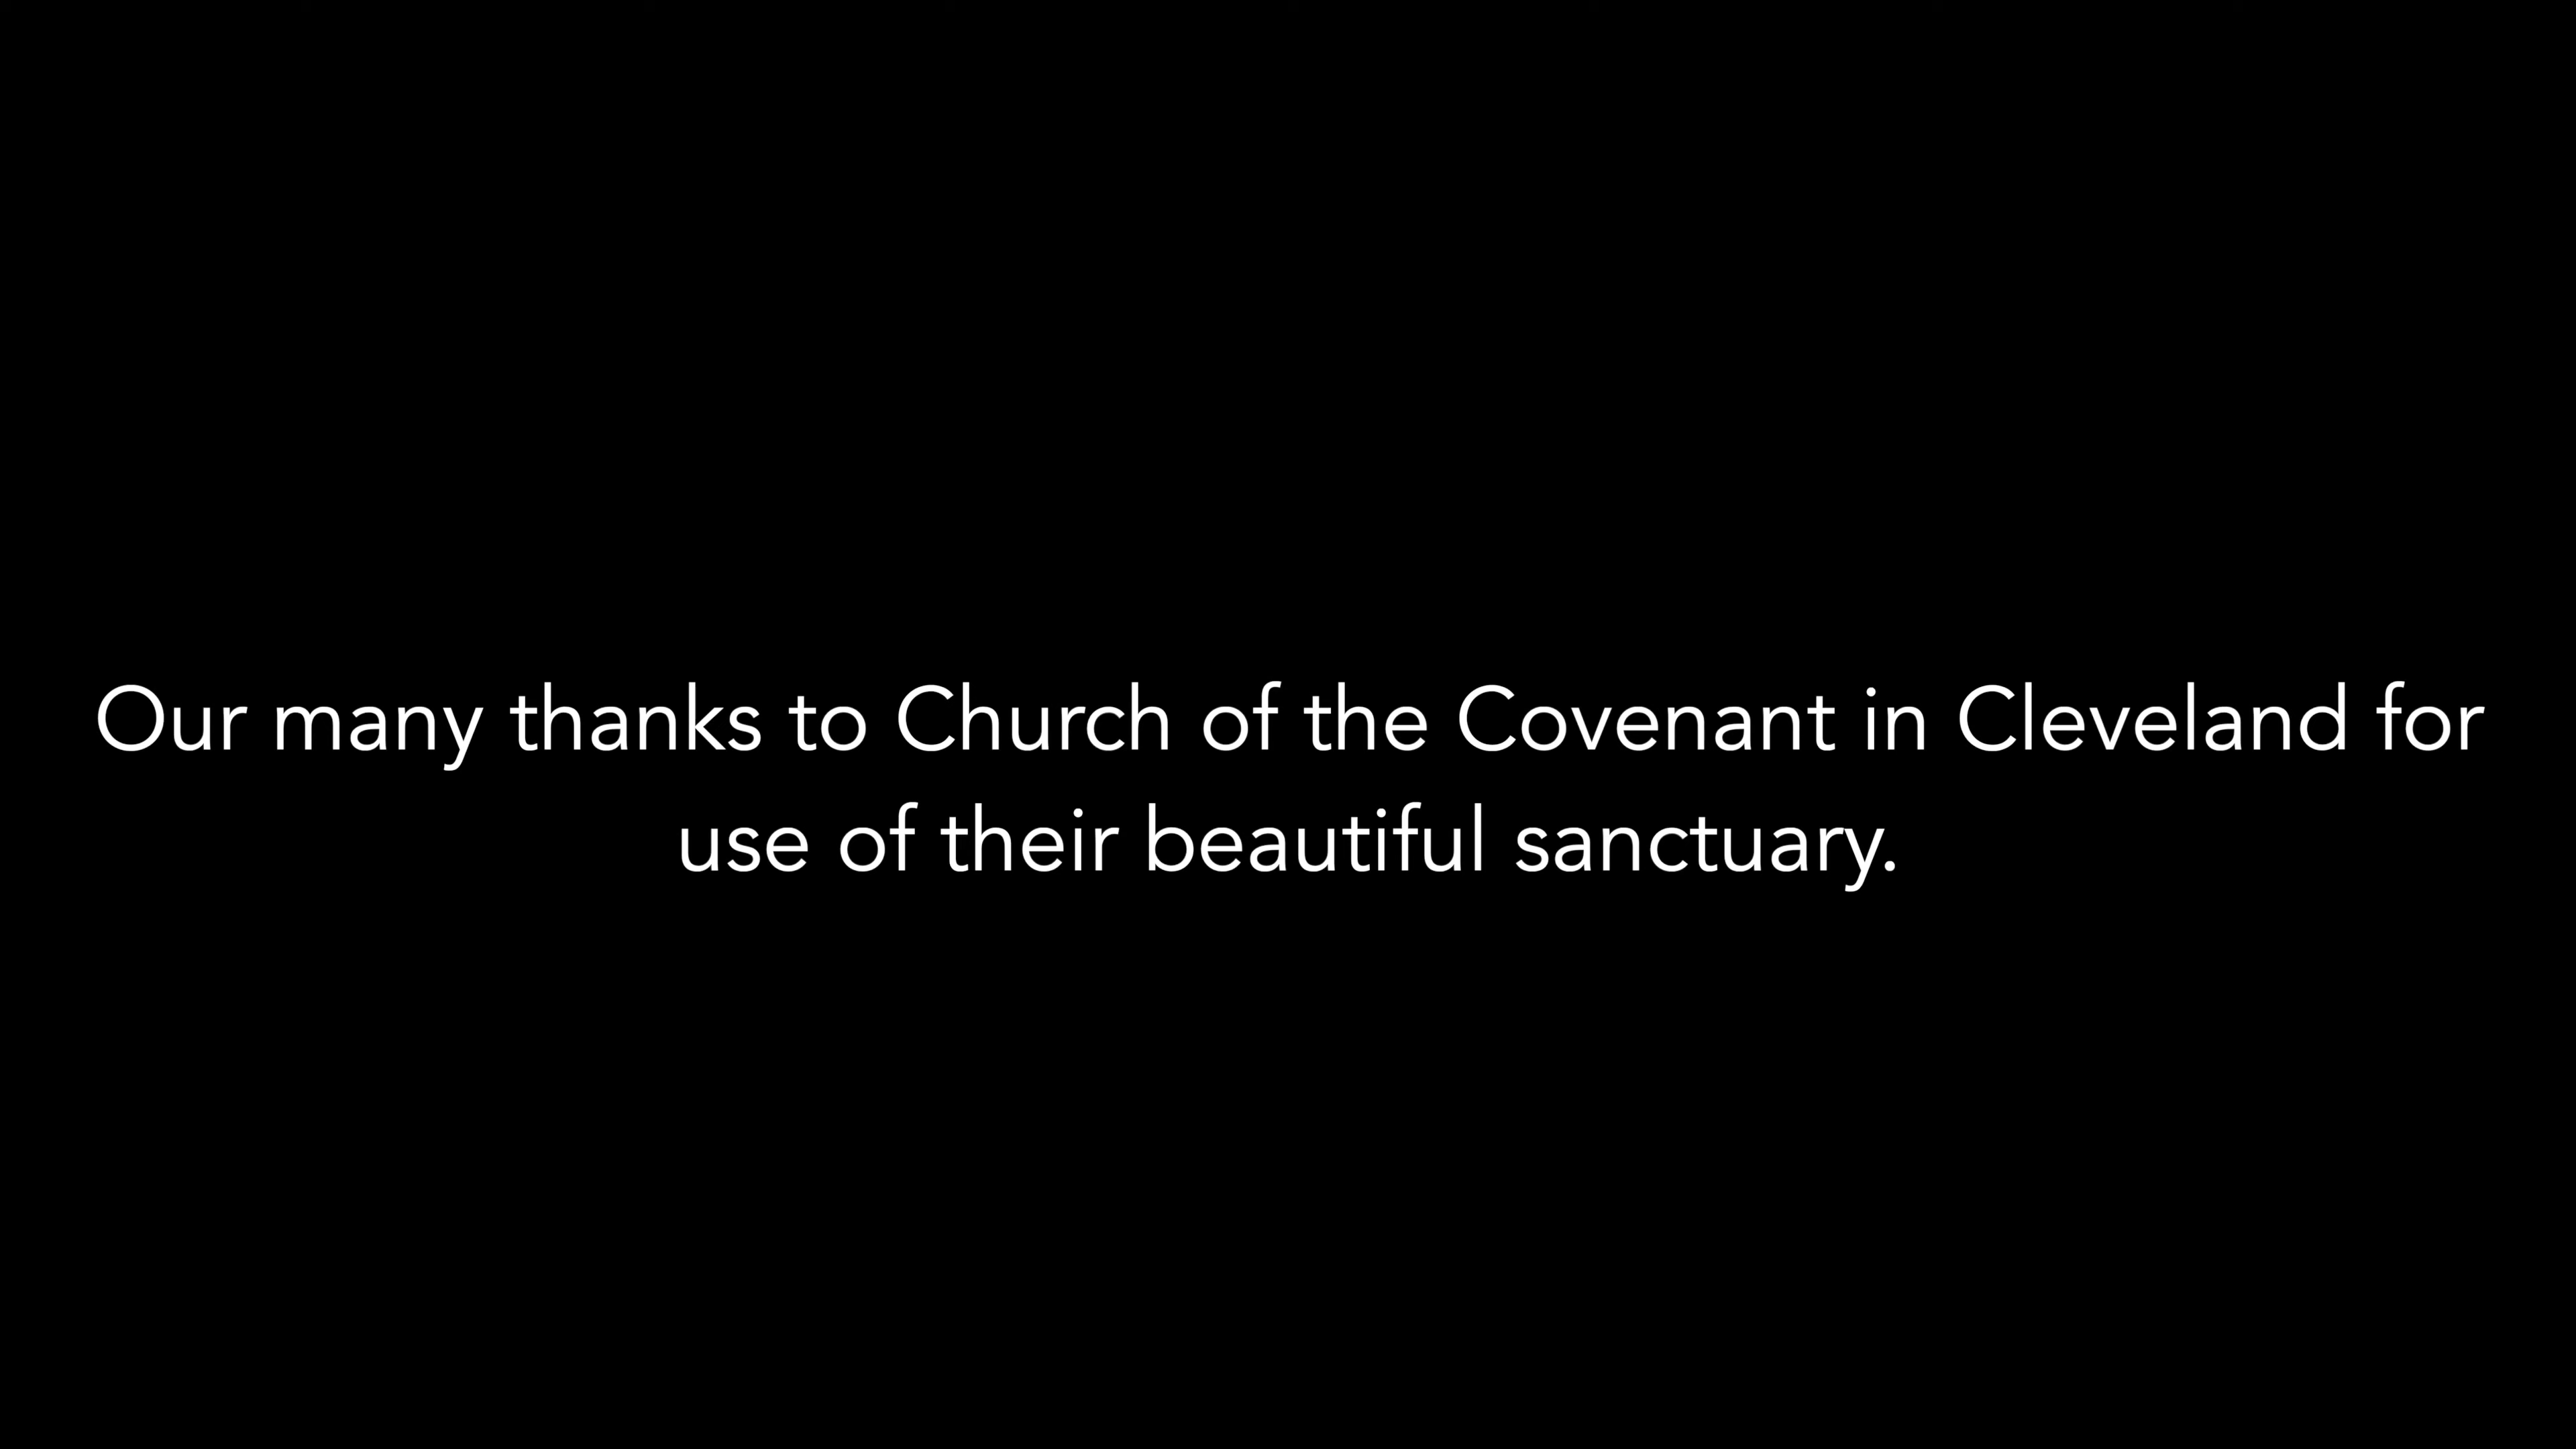 Our many thanks to Church of the Covenant in Cleveland for
use of their beautiful sanctuary.